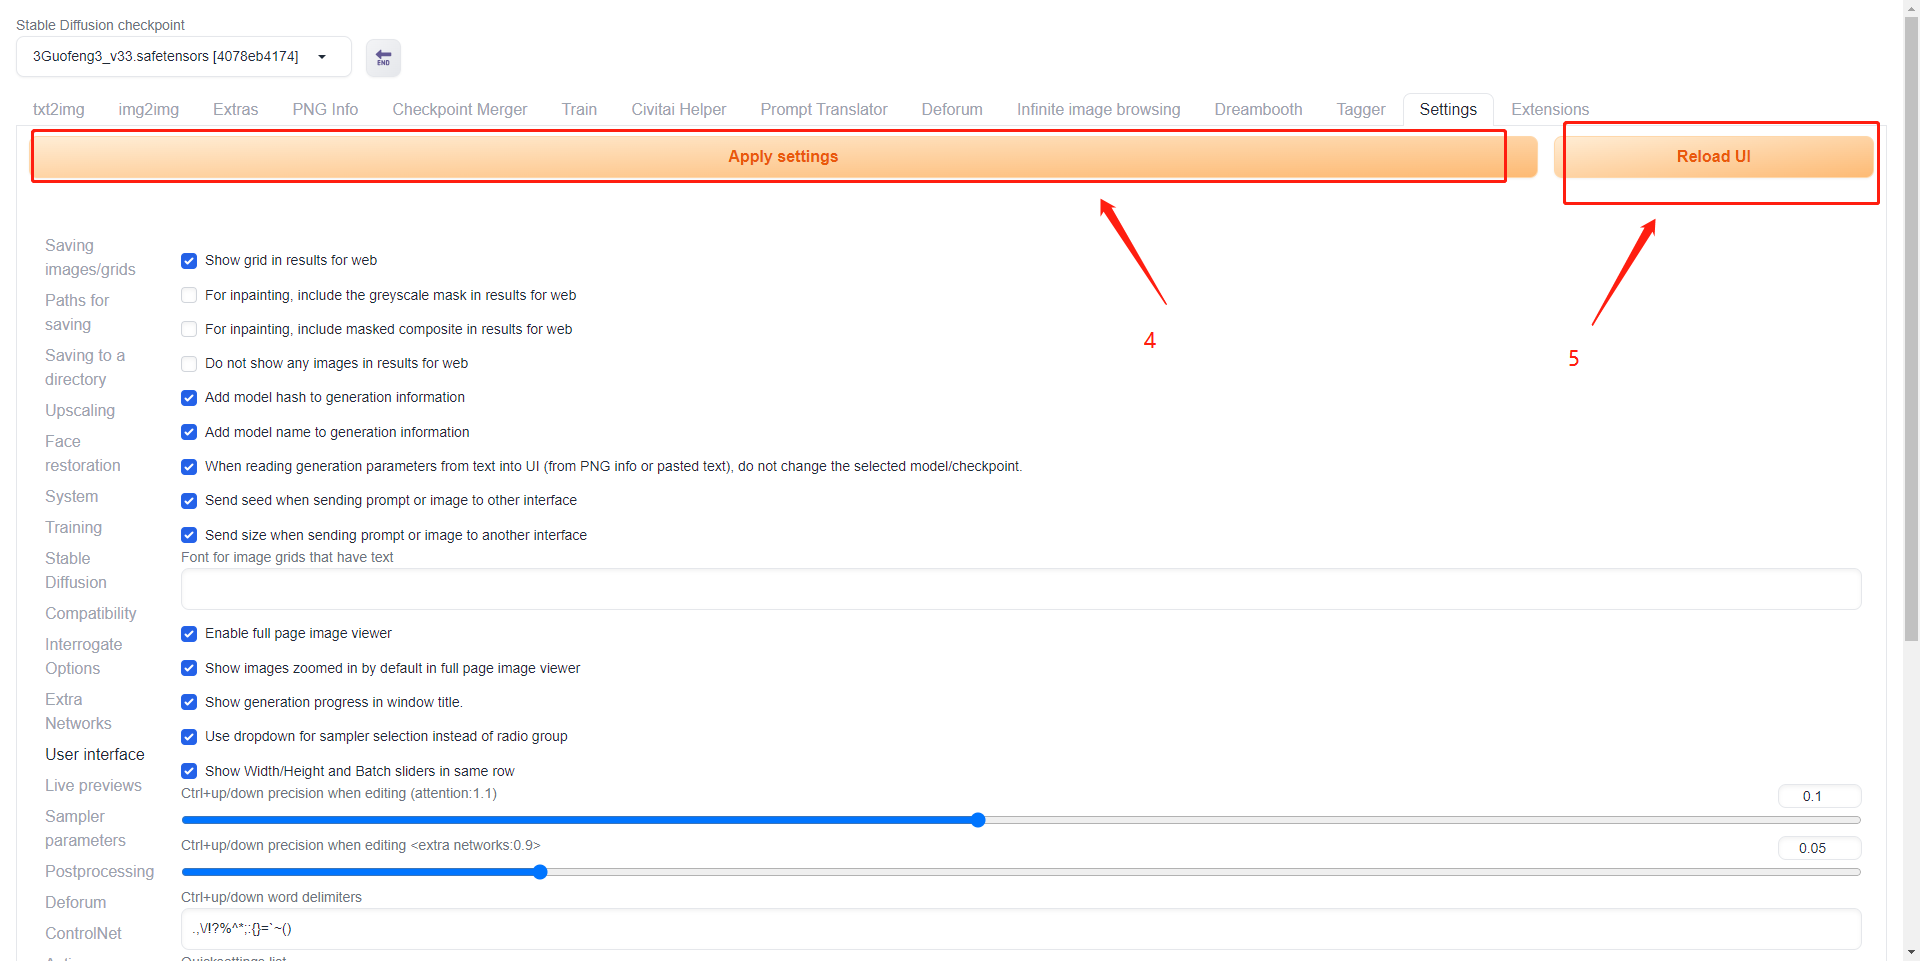 Stable Diffusion checkpoint
3Guofeng3_v33.safetensors [4078eb4174]
END
txt2img img2img Extras PNG Info Checkpoint Merger Train Civitai Helper Prompt Translator Deforum Infinite image browsing Dreambooth Tagger Settings Extensions
Apply settings
Reload UI
4
5
Saving
images/grids
Paths for
saving
Saving to a
directory
Upscaling
Face
restoration
System
Training
Stable
Diffusion
Compatibility
Interrogate
Options
Extra
Networks
User interface
Live previews
Sampler
parameters
Postprocessing
Deforum
ControlNet
Show grid in results for web
For inpainting, include the greyscale mask in results for web
For inpainting, include masked composite in results for web
Do not show any images in results for web
Add model hash to generation information
Add model name to generation information
When reading generation parameters from text into UI (from PNG info or pasted text), do not change the selected model/checkpoint.
Send seed when sending prompt or image to other interface
Send size when sending prompt or image to another interface
Font for image grids that have text
Enable full page image viewer
Show images zoomed in by default in full page image viewer
Show generation progress in window title.
Use dropdown for sampler selection instead of radio group
Show Width/Height and Batch sliders in same row
Ctrl+up/down precision when editing (attention:1.1)
0.1
Ctrl+up/down precision when editing <extra networks:0.9>
0.05
Ctrl+up/down word delimiters
.,\/!?%^*;:{}=`~()
Quicksettings list